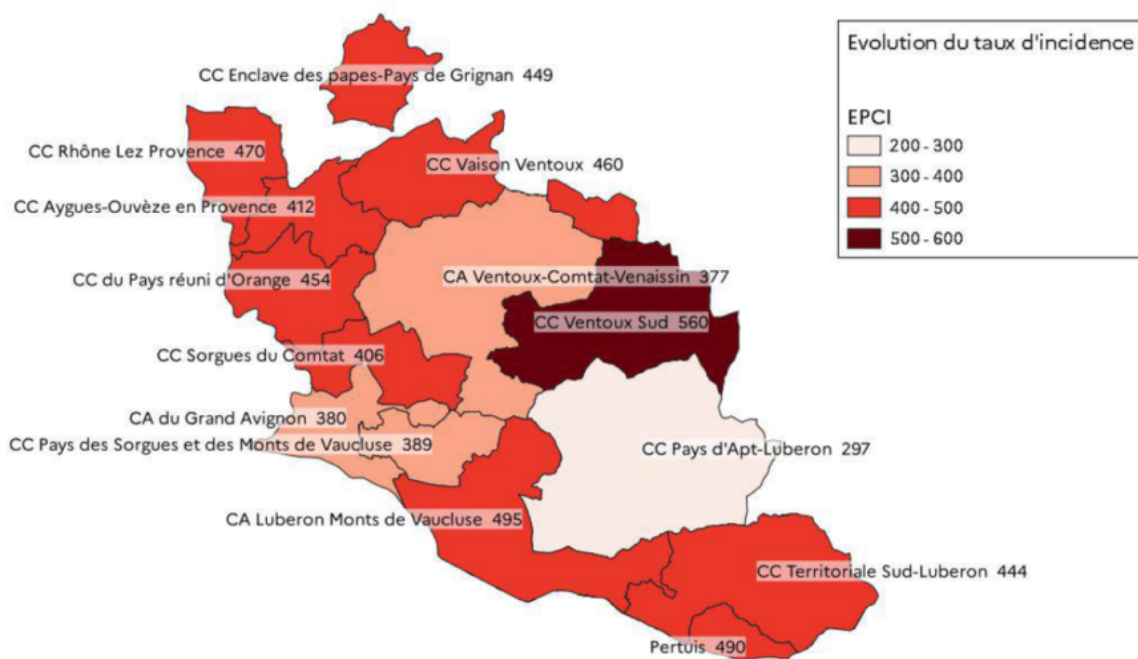 Evolution du taux d'incidence
EPCI
200 - 300
300 - 400
400 - 500
500 - 600
CC Enclave des papes-Pays de Grignan 449
CC Rhône Lez Provence 470
CC Vaison Ventoux 460
CC Aygues-Ouvèze en Provence 412
CC du Pays réuni d'Orange 454
CA Ventoux-Comtat-Venaissin 377
CC Ventoux Sud 560
CC Sorgues du Comtat 406
CA du Grand Avignon 380
CC Pays des Sorgues et des Monts de Vaucluse 389
CC Pays d'Apt-Luberon 297
CA Luberon Monts de Vaucluse 495
CC Territoriale Sud-Luberon 444
Pertuis 490